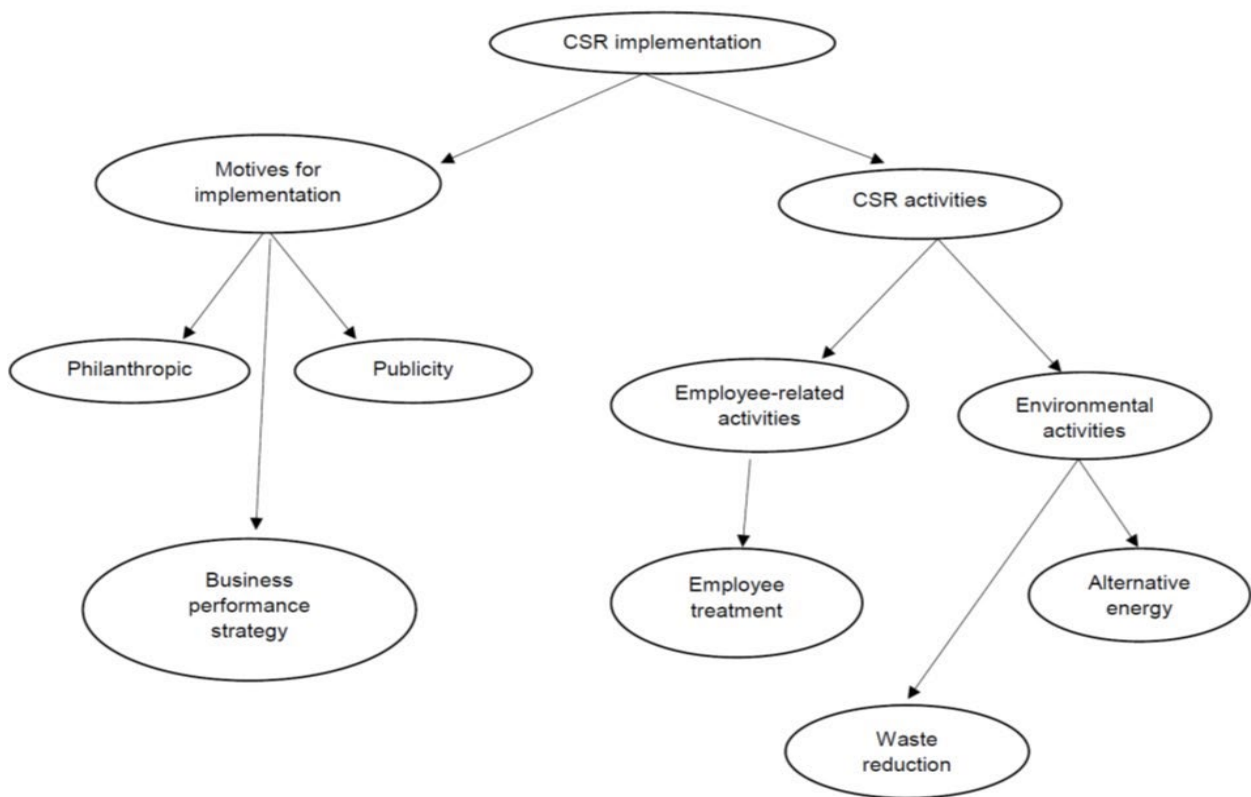 CSR implementation
Motives for
implementation
CSR activities
Philanthropic
Publicity
Employee-related
activities
Environmental
activities
Business
performance
strategy
Employee
treatment
Alternative
energy
Waste
reduction